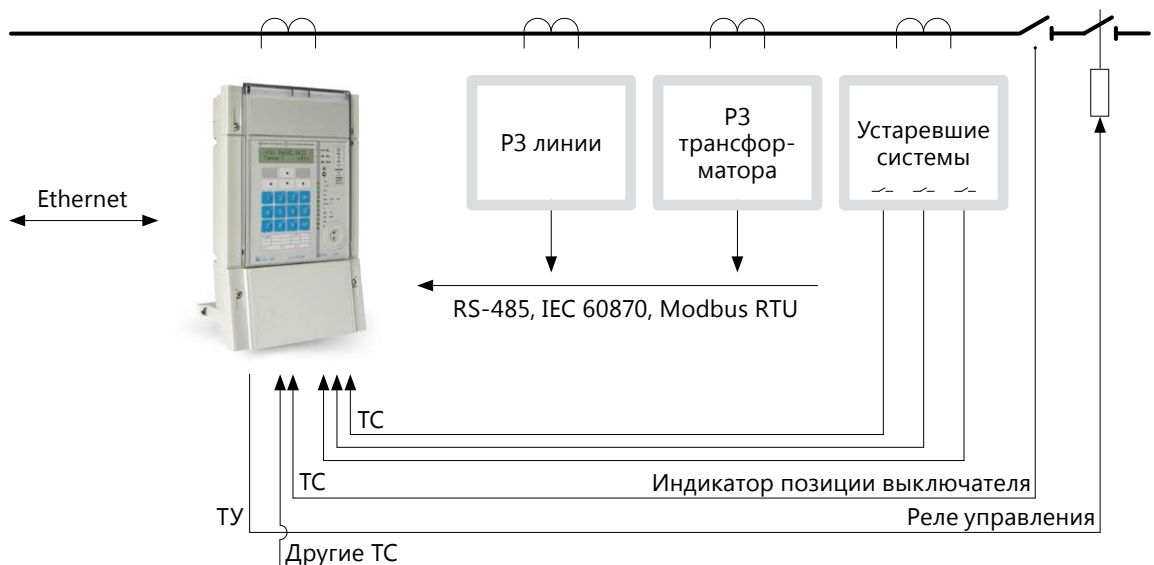 РЗ линии
РЗ
трансфор-
матора
Устаревшие
системы
Ethernet
RS-485, IEC 60870, Modbus RTU
ТС
ТС
Индикатор позиции выключателя
ТУ
Реле управления
Другие ТС